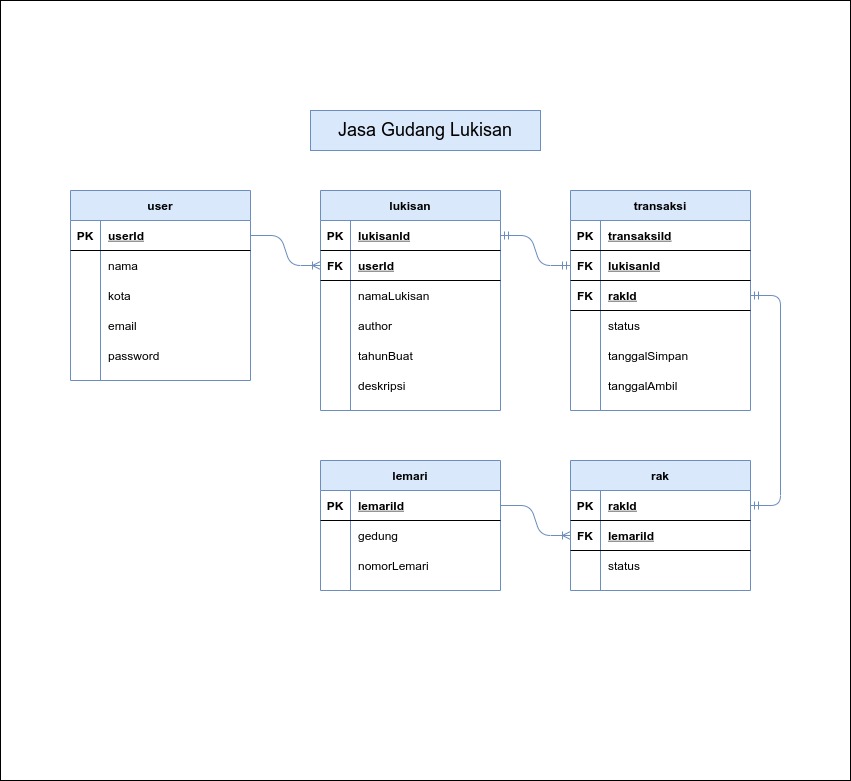 Jasa Gudang Lukisan
user
PK userId
nama
kota
email
password
lukisan
PK lukisanId
FK userId
namaLukisan
author
tahunBuat
deskripsi
transaksi
PK transaksiId
FK lukisanId
FK rakId
status
tanggalSimpan
tanggalAmbil
lemari
PK lemariId
gedung
nomorLemari
rak
PK rakId
FK lemariId
status